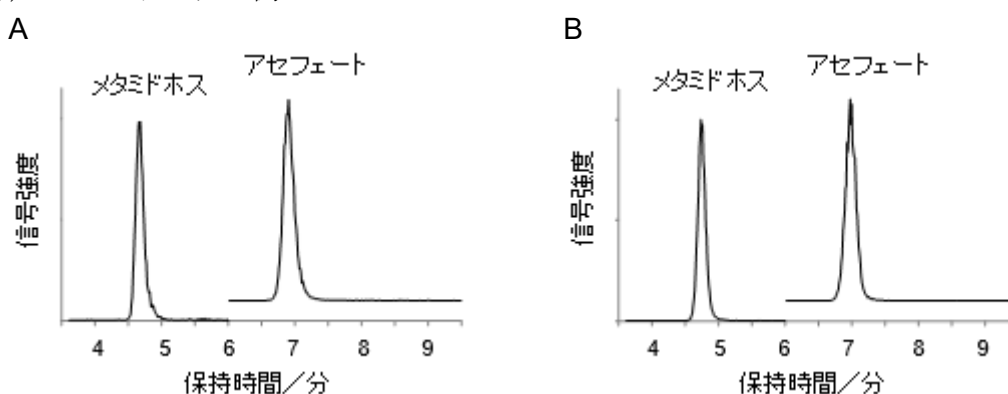 A
アセフェート
メタミドホス
信号強度
4 5 6 7 8 9
保持時間／分
B
アセフェート
メタミドホス
信号強度
4 5 6 7 8 9
保持時間／分